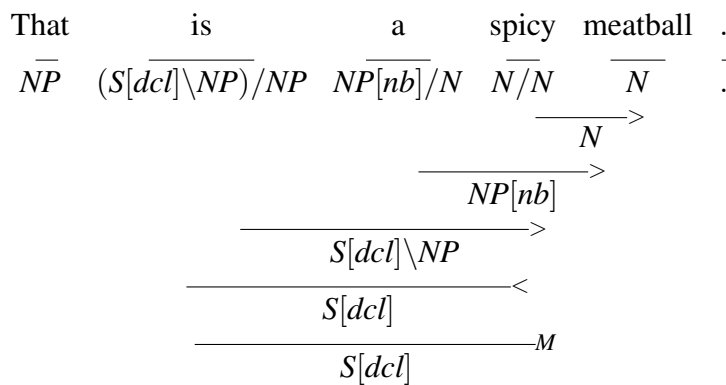 That is a spicy meatball .
NP (S[dcl]\NP)/NP NP[nb]/N N/N N .
>
N
>
NP[nb]
>
S[dcl]\NP
<
S[dcl]
M
S[dcl]